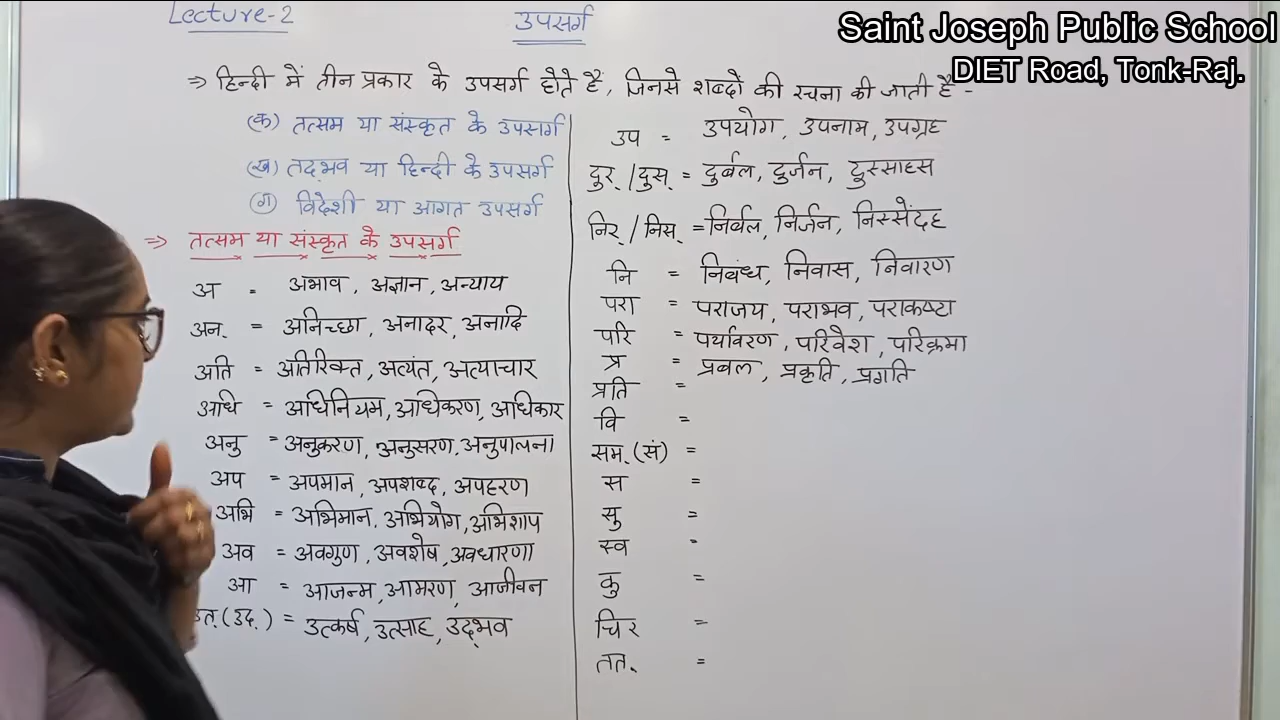 Lecture-2
उपसर्ग
Saint Joseph Public School
DIET Road, Tonk-Raj.
⇒ हिन्दी में तीन प्रकार के उपसर्ग होते हैं, जिनसे शब्दों की रचना की जाती है -
(क) तत्सम या संस्कृत के उपसर्ग
(ख) तद्भव या हिन्दी के उपसर्ग
(ग) विदेशी या आगत उपसर्ग
⇒ तत्सम या संस्कृत के उपसर्ग
अ = अभाव, अज्ञान, अन्याय
अन् = अनिच्छा, अनादर, अनादि
अति = अतिरिक्त, अत्यंत, अत्याचार
अधि = अधिनियम, अधिकरण, अधिकार
अनु = अनुकरण, अनुसरण, अनुपालना
अप = अपमान, अपशब्द, अपहरण
अभि = अभिमान, अभियोग, अभिशाप
अव = अवगुण, अवशेष, अवधारणा
आ = आजन्म, आमरण, आजीवन
उत् (उद्) = उत्कर्ष, उत्साह, उद्भव
उप = उपयोग, उपनाम, उपग्रह
दुर् / दुस् = दुर्बल, दुर्जन, दुस्साहस
निर् / निस् = निर्बल, निर्जन, निस्सेंदह
नि = निबंध, निवास, निवारण
परा = पराजय, पराभव, पराकष्टा
परि = पर्यावरण, परिवेश, परिक्रमा
प्र = प्रबल, प्रकृति, प्रगति
प्रति =
वि =
सम् (सं) =
स =
सु =
स्व -
कु =
चिर =
तत् =